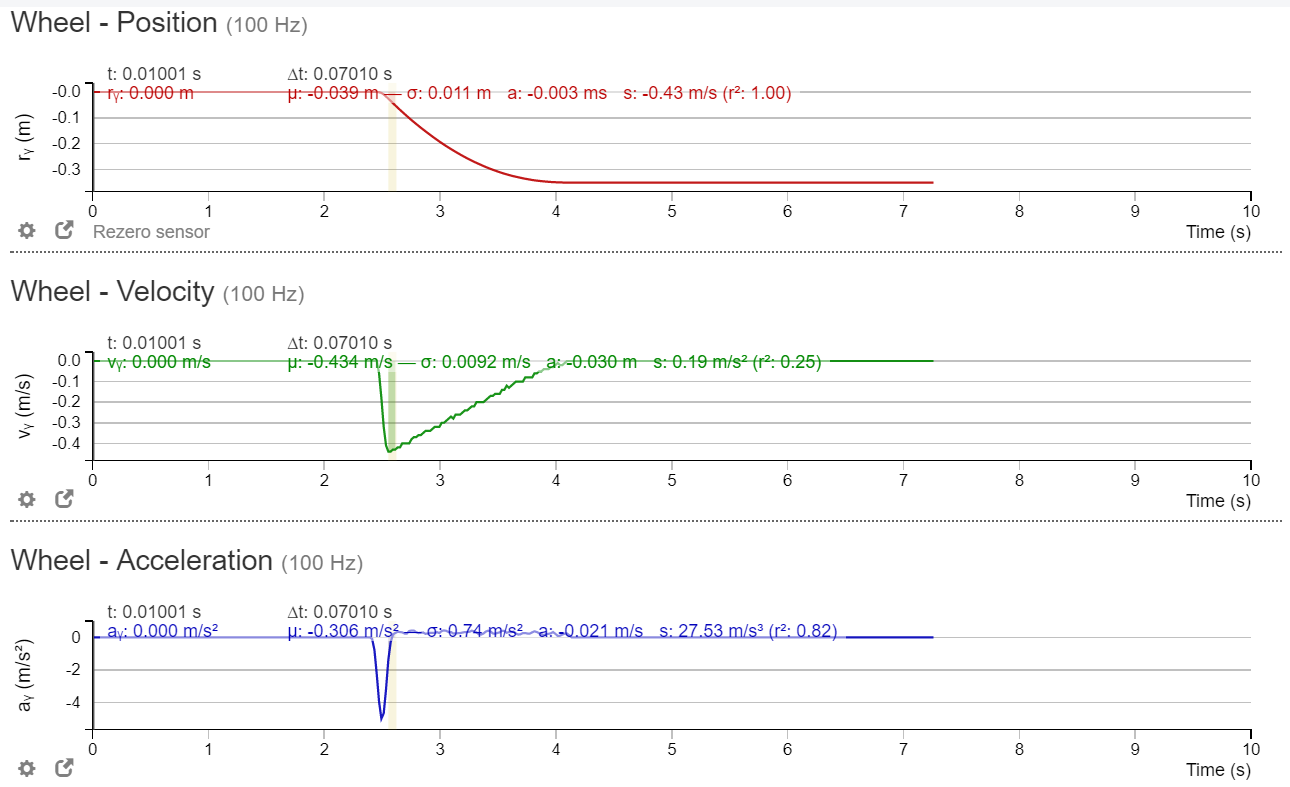 Wheel - Position (100 Hz)
t: 0.01001 s Δt: 0.07010 s
rᵧ: 0.000 m μ: -0.039 m — σ: 0.011 m a: -0.003 ms s: -0.43 m/s (r²: 1.00)
-0.0
-0.1
-0.2
-0.3
rᵧ (m)
0 1 2 3 4 5 6 7 8 9 10
Rezero sensor
Time (s)
Wheel - Velocity (100 Hz)
t: 0.01001 s Δt: 0.07010 s
vᵧ: 0.000 m/s μ: -0.434 m/s — σ: 0.0092 m/s a: -0.030 m s: 0.19 m/s² (r²: 0.25)
0.0
-0.1
-0.2
-0.3
-0.4
vᵧ (m/s)
0 1 2 3 4 5 6 7 8 9 10
Time (s)
Wheel - Acceleration (100 Hz)
t: 0.01001 s Δt: 0.07010 s
aᵧ: 0.000 m/s² μ: -0.306 m/s² — σ: 0.74 m/s² a: -0.021 m/s s: 27.53 m/s³ (r²: 0.82)
0
-2
-4
aᵧ (m/s²)
0 1 2 3 4 5 6 7 8 9 10
Time (s)